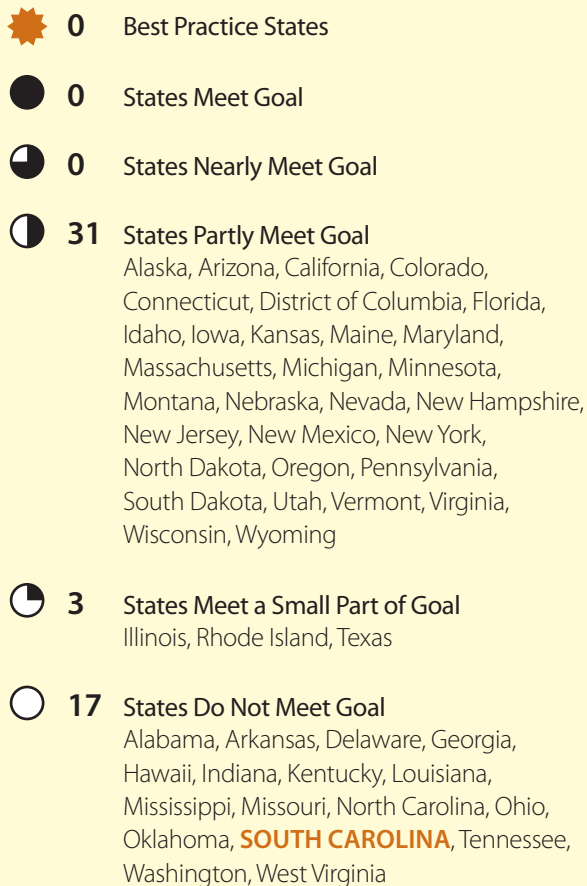 0 Best Practice States
0 States Meet Goal
0 States Nearly Meet Goal
31 States Partly Meet Goal
Alaska, Arizona, California, Colorado,
Connecticut, District of Columbia, Florida,
Idaho, Iowa, Kansas, Maine, Maryland,
Massachusetts, Michigan, Minnesota,
Montana, Nebraska, Nevada, New Hampshire,
New Jersey, New Mexico, New York,
North Dakota, Oregon, Pennsylvania,
South Dakota, Utah, Vermont, Virginia,
Wisconsin, Wyoming
3 States Meet a Small Part of Goal
Illinois, Rhode Island, Texas
17 States Do Not Meet Goal
Alabama, Arkansas, Delaware, Georgia,
Hawaii, Indiana, Kentucky, Louisiana,
Mississippi, Missouri, North Carolina, Ohio,
Oklahoma, SOUTH CAROLINA, Tennessee,
Washington, West Virginia